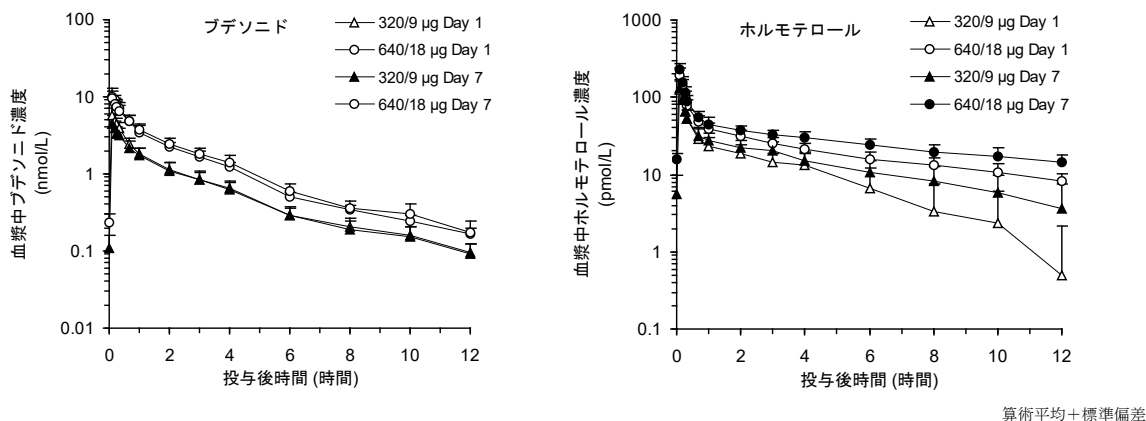 ブデソニド
320/9 µg Day 1
640/18 µg Day 1
320/9 µg Day 7
640/18 µg Day 7
血漿中ブデソニド濃度
(nmol/L)
100
10
1
0.1
0.01
0 2 4 6 8 10 12
投与後時間 (時間)
ホルモテロール
320/9 µg Day 1
640/18 µg Day 1
320/9 µg Day 7
640/18 µg Day 7
血漿中ホルモテロール濃度
(pmol/L)
1000
100
10
1
0.1
0 2 4 6 8 10 12
投与後時間 (時間)
算術平均＋標準偏差